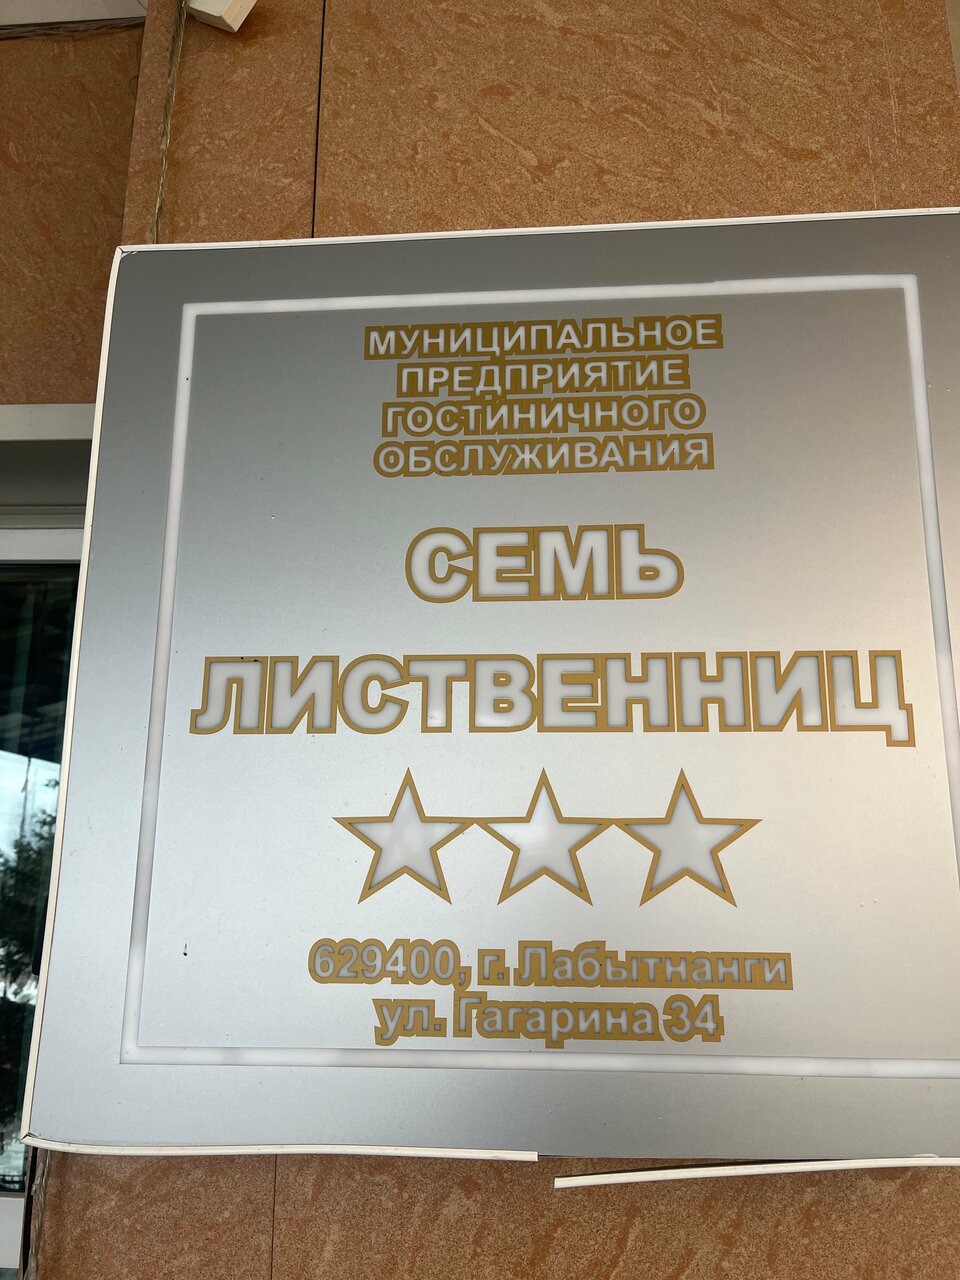 МУНИЦИПАЛЬНОЕ
ПРЕДПРИЯТИЕ
ГОСТИНИЧНОГО
ОБСЛУЖИВАНИЯ
СЕМЬ
ЛИСТВЕННИЦ
629400, г. Лабытнанги
ул. Гагарина 34